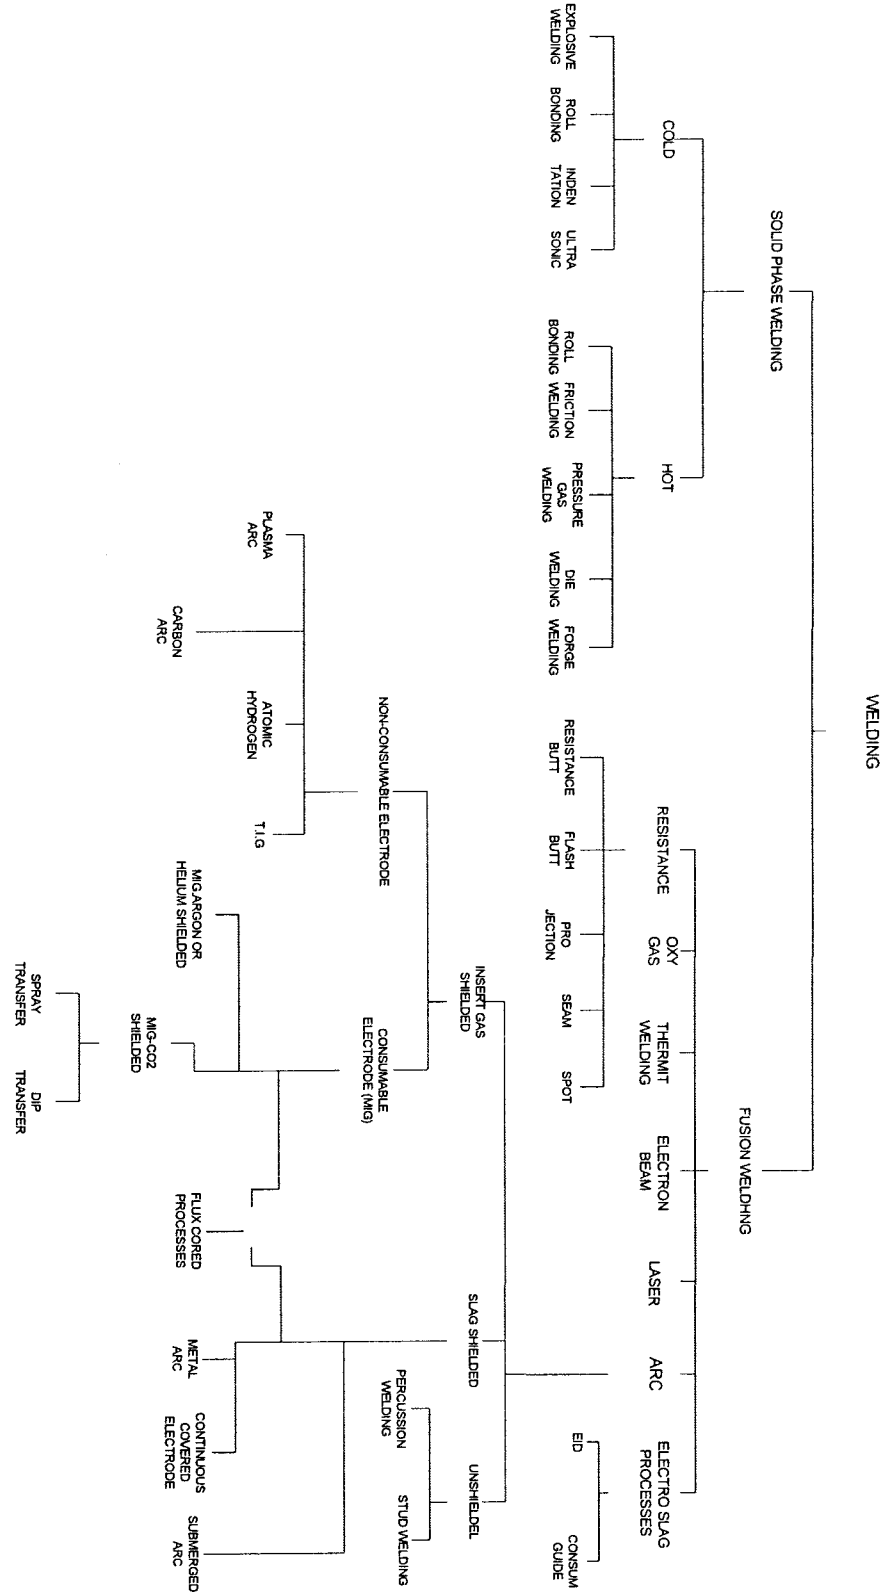 WELDING
SOLID PHASE WELDING
FUSION WELDHNG
COLD
HOT
RESISTANCE
OXY
GAS
THERMIT
WELDING
ELECTRON
BEAM
LASER
ARC
ELECTRO SLAG
PROCESSES
EXPLOSIVE
WELDING
ROLL
BONDING
INDEN
TATION
ULTRA
SONIC
ROLL
BONDING
FRICTION
WELDING
PRESSURE
GAS
WELDING
DIE
WELDING
FORGE
WELDING
RESISTANCE
BUTT
FLASH
BUTT
PRO
JECTION
SEAM
SPOT
EID
CONSUM
GUIDE
INSERT GAS
SHIELDED
SLAG SHIELDED
UNSHIELDEL
NON-CONSUMABLE ELECTRODE
CONSUMABLE
ELECTRODE (MIG)
PERCUSSION
WELDING
STUD WELDING
PLASMA
ARC
CARBON
ARC
ATOMIC
HYDROGEN
T.I.G
MIG.ARGON OR
HELIUM SHIELDED
MIG-CO2
SHIELDED
FLUX CORED
PROCESSES
METAL
ARC
CONTINUOUS
COVERED
ELECTRODE
SUBMERGED
ARC
SPRAY
TRANSFER
DIP
TRANSFER